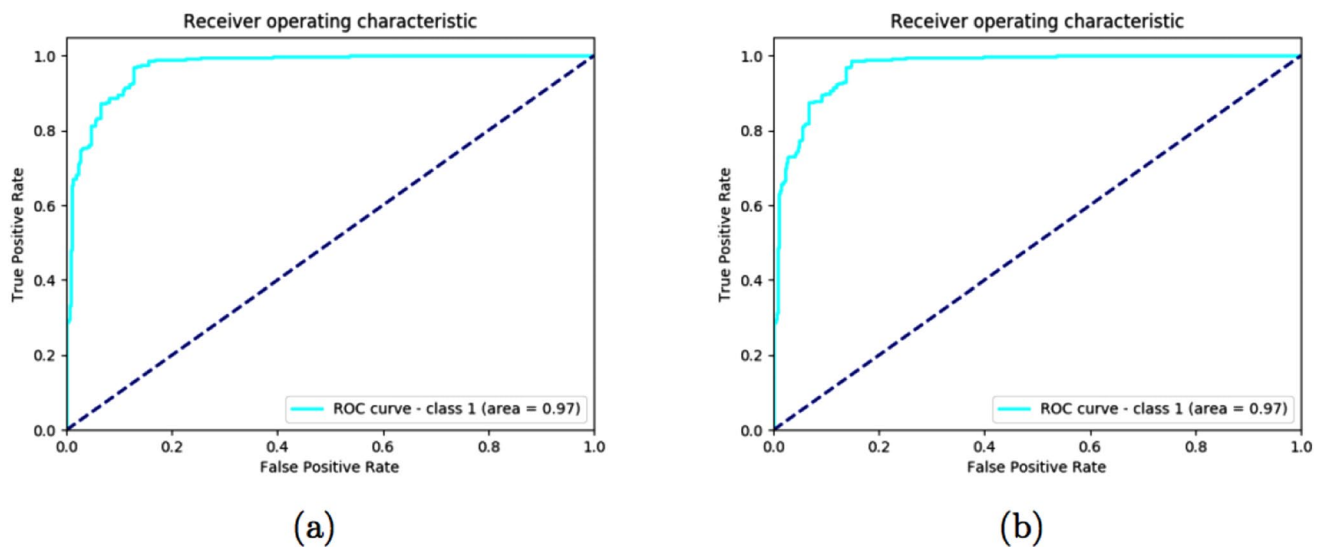 Receiver operating characteristic
1.0
0.8
0.6
0.4
0.2
0.0
True Positive Rate
ROC curve - class 1 (area = 0.97)
0.0 0.2 0.4 0.6 0.8 1.0
False Positive Rate
(a)
Receiver operating characteristic
1.0
0.8
0.6
0.4
0.2
0.0
True Positive Rate
ROC curve - class 1 (area = 0.97)
0.0 0.2 0.4 0.6 0.8 1.0
False Positive Rate
(b)